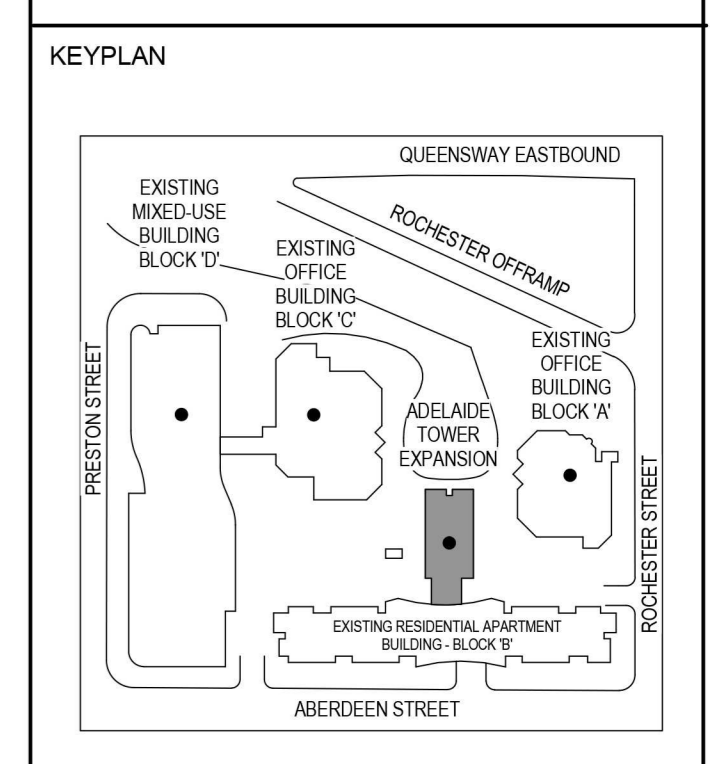 KEYPLAN
QUEENSWAY EASTBOUND
EXISTING
MIXED-USE
BUILDING
BLOCK 'D'
ROCHESTER OFFRAMP
EXISTING
OFFICE
BUILDING
BLOCK 'C'
EXISTING
OFFICE
BUILDING
BLOCK 'A'
PRESTON STREET
ADELAIDE
TOWER
EXPANSION
ROCHESTER STREET
EXISTING RESIDENTIAL APARTMENT
BUILDING - BLOCK 'B'
ABERDEEN STREET